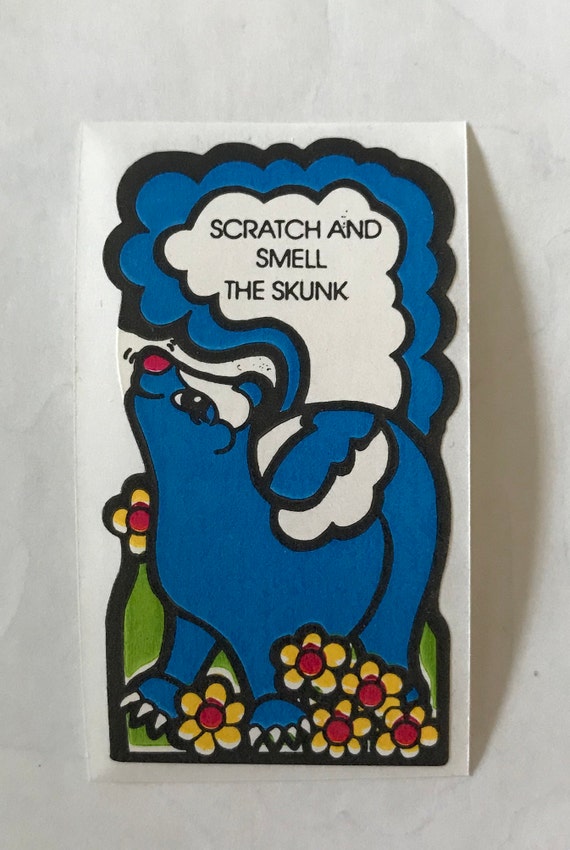 SCRATCH AND
SMELL
THE SKUNK